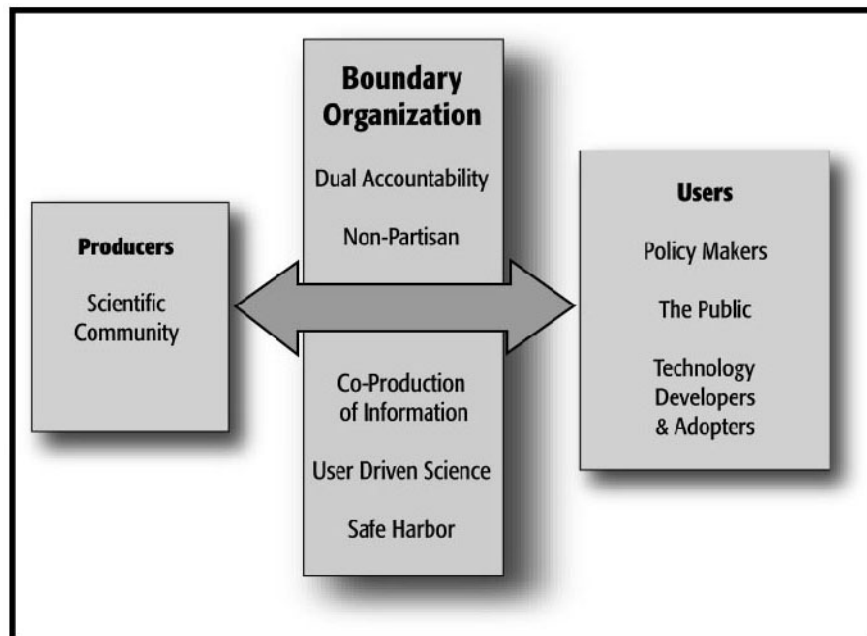 Producers
Scientific
Community
Boundary
Organization
Dual Accountability
Non-Partisan
Co-Production
of Information
User Driven Science
Safe Harbor
Users
Policy Makers
The Public
Technology
Developers
& Adopters